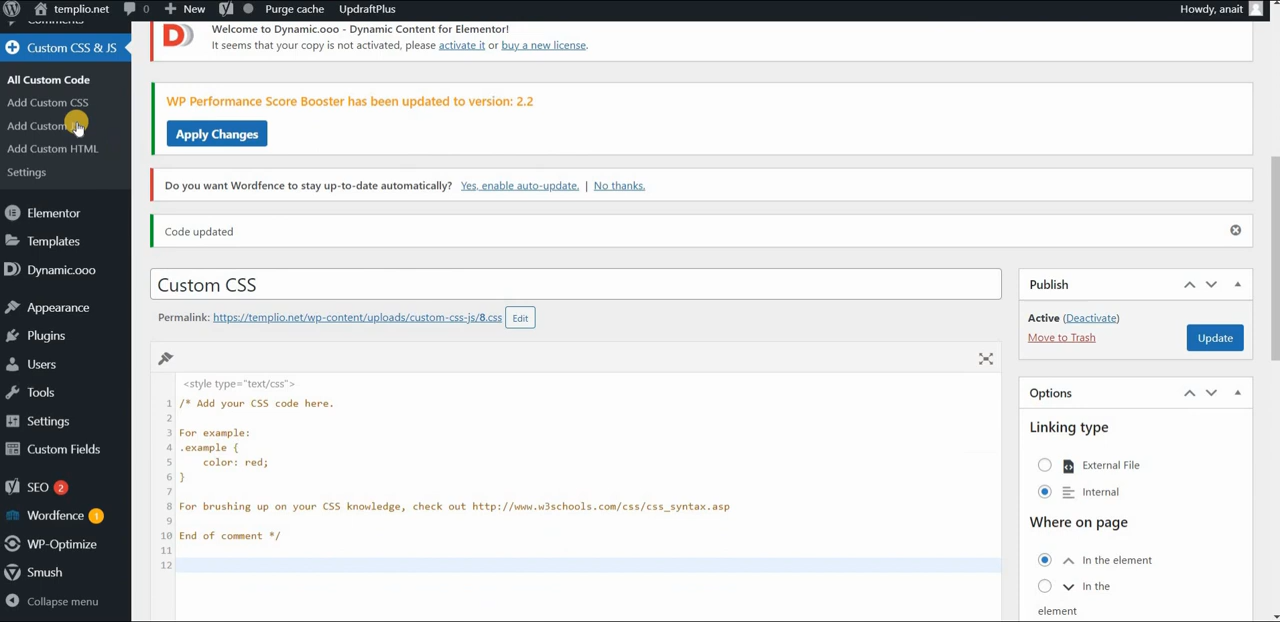 templio.net
0
New
Purge cache
UpdraftPlus
Howdy, anait
Comments
Custom CSS & JS
All Custom Code
Add Custom CSS
Add Custom
Add Custom HTML
Settings
Elementor
Templates
Dynamic.ooo
Appearance
Plugins
Users
Tools
Settings
Custom Fields
SEO 2
Wordfence 1
WP-Optimize
Smush
Collapse menu
Welcome to Dynamic.ooo - Dynamic Content for Elementor!
It seems that your copy is not activated, please activate it or buy a new license.
WP Performance Score Booster has been updated to version: 2.2
Apply Changes
Do you want Wordfence to stay up-to-date automatically? Yes, enable auto-update. | No thanks.
Code updated
Custom CSS
Permalink: https://templio.net/wp-content/uploads/custom-css-js/8.css Edit
<style type="text/css">
1 /* Add your CSS code here.
2
3 For example:
4 .example {
5 color: red;
6 }
7
8 For brushing up on your CSS knowledge, check out http://www.w3schools.com/css/css_syntax.asp
9
10 End of comment */
11
12
Publish
Active (Deactivate)
Move to Trash
Update
Options
Linking type
External File
Internal
Where on page
In the element
In the
element